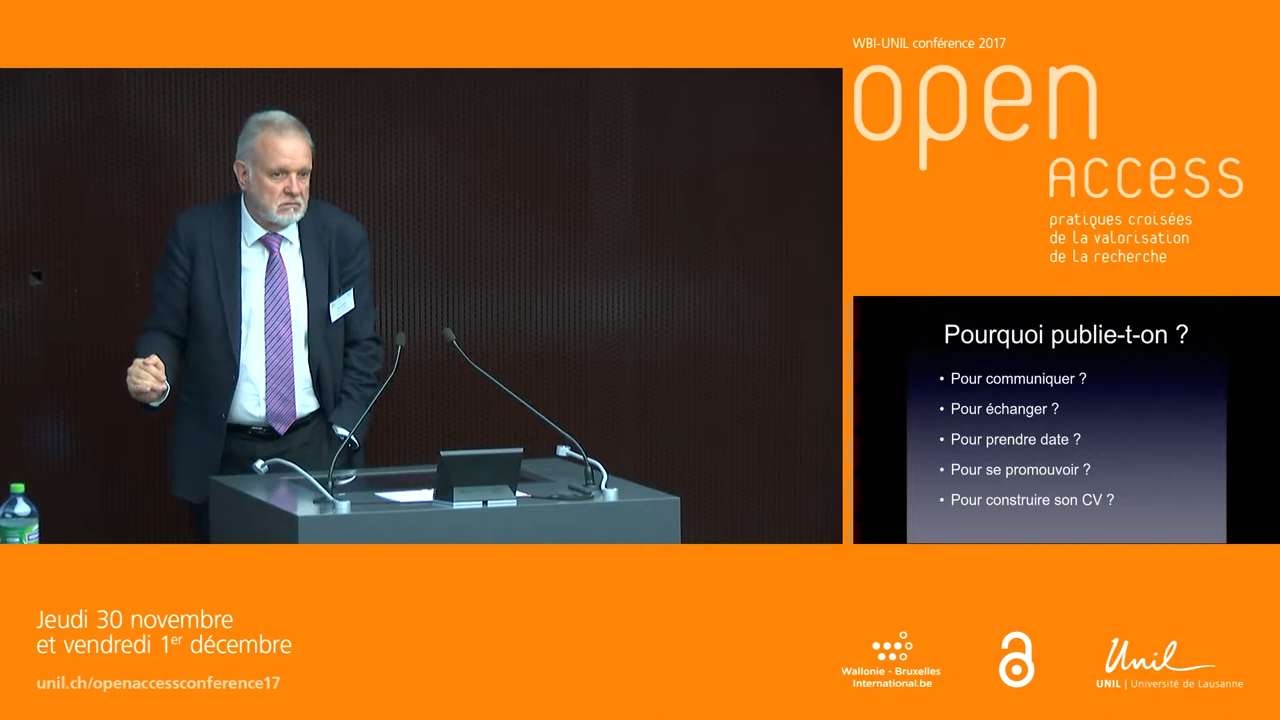 WBI-UNIL conférence 2017
open
access
pratiques croisées
de la valorisation
de la recherche
Pourquoi publie-t-on ?
• Pour communiquer ?
• Pour échanger ?
• Pour prendre date ?
• Pour se promouvoir ?
• Pour construire son CV ?
Jeudi 30 novembre
et vendredi 1er décembre
unil.ch/openaccessconference17
Wallonie - Bruxelles
International.be
Unil
UNIL | Université de Lausanne